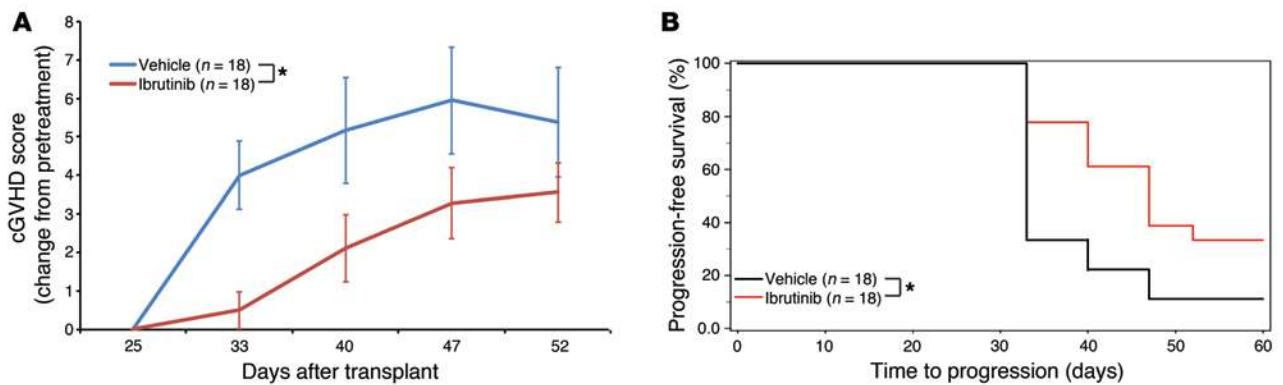 A
cGVHD score
(change from pretreatment)
8
7
6
5
4
3
2
1
0
Vehicle (n = 18)
Ibrutinib (n = 18)
*
25 33 40 47 52
Days after transplant
B
Progression-free survival (%)
100
80
60
40
20
0.0
Vehicle (n = 18)
Ibrutinib (n = 18)
*
0 10 20 30 40 50 60
Time to progression (days)